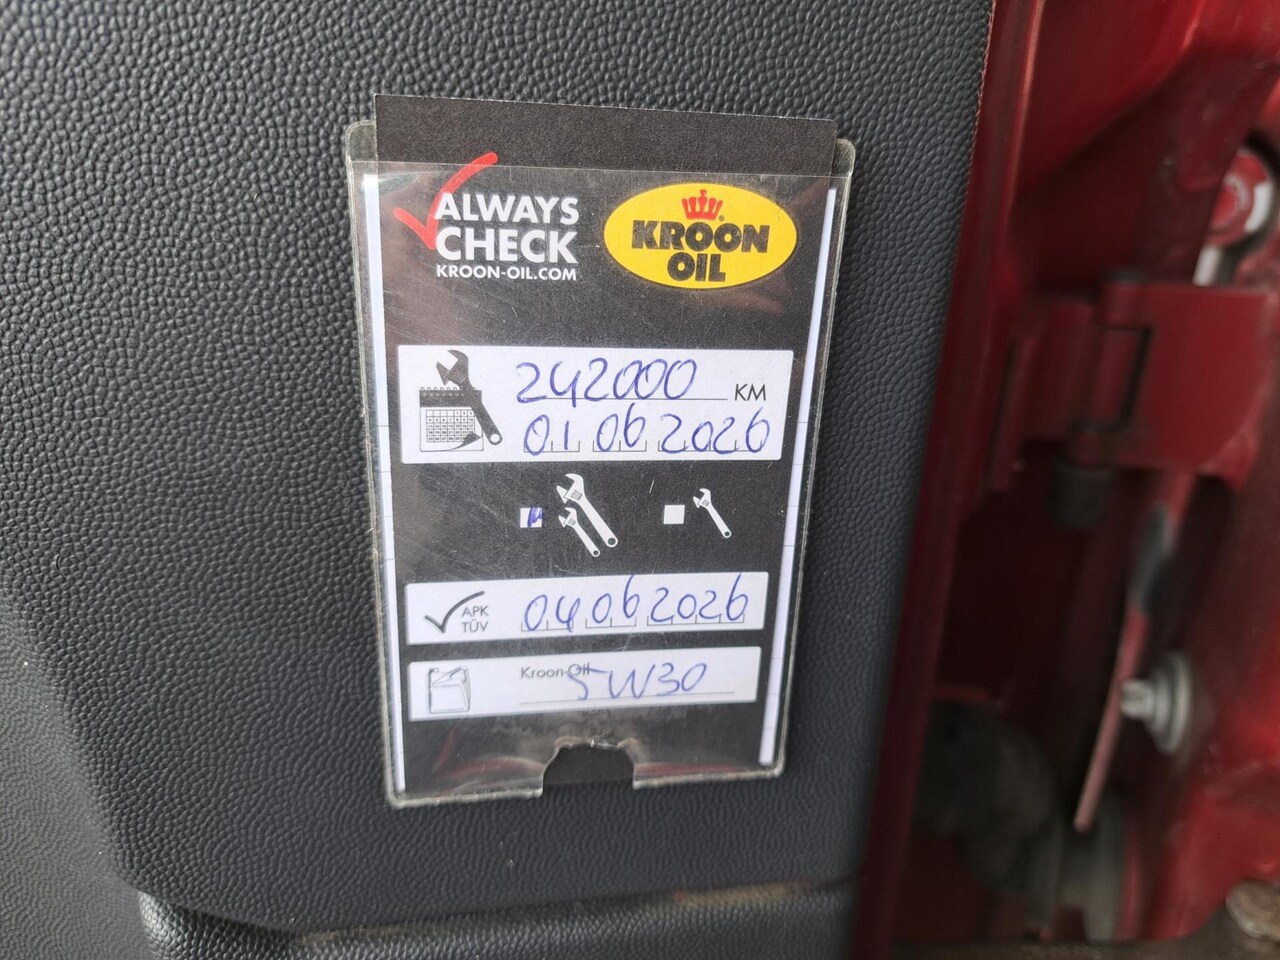 ALWAYS
CHECK
KROON-OIL.COM
KROON
OIL
242000 KM
01 06 2026
APK
TÜV
04 06 2026
Kroon-Oil 5W30